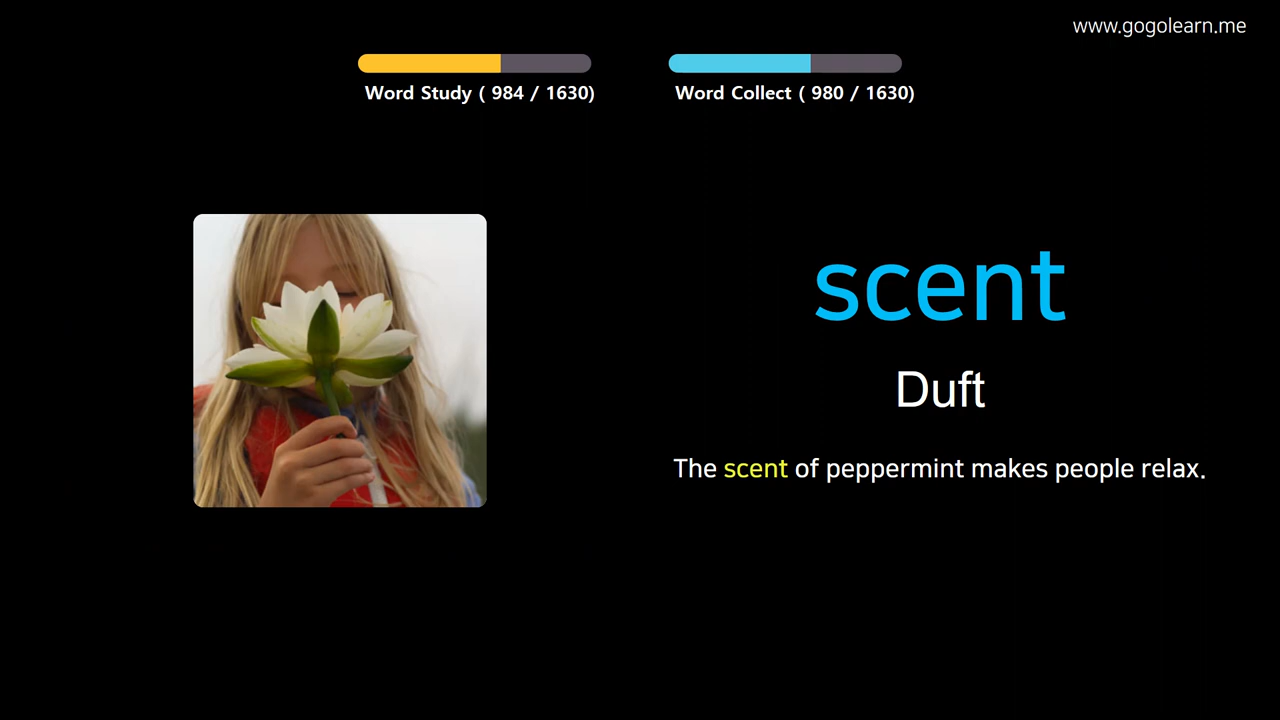 www.gogolearn.me
Word Study ( 984 / 1630)
Word Collect ( 980 / 1630)
scent
Duft
The scent of peppermint makes people relax.